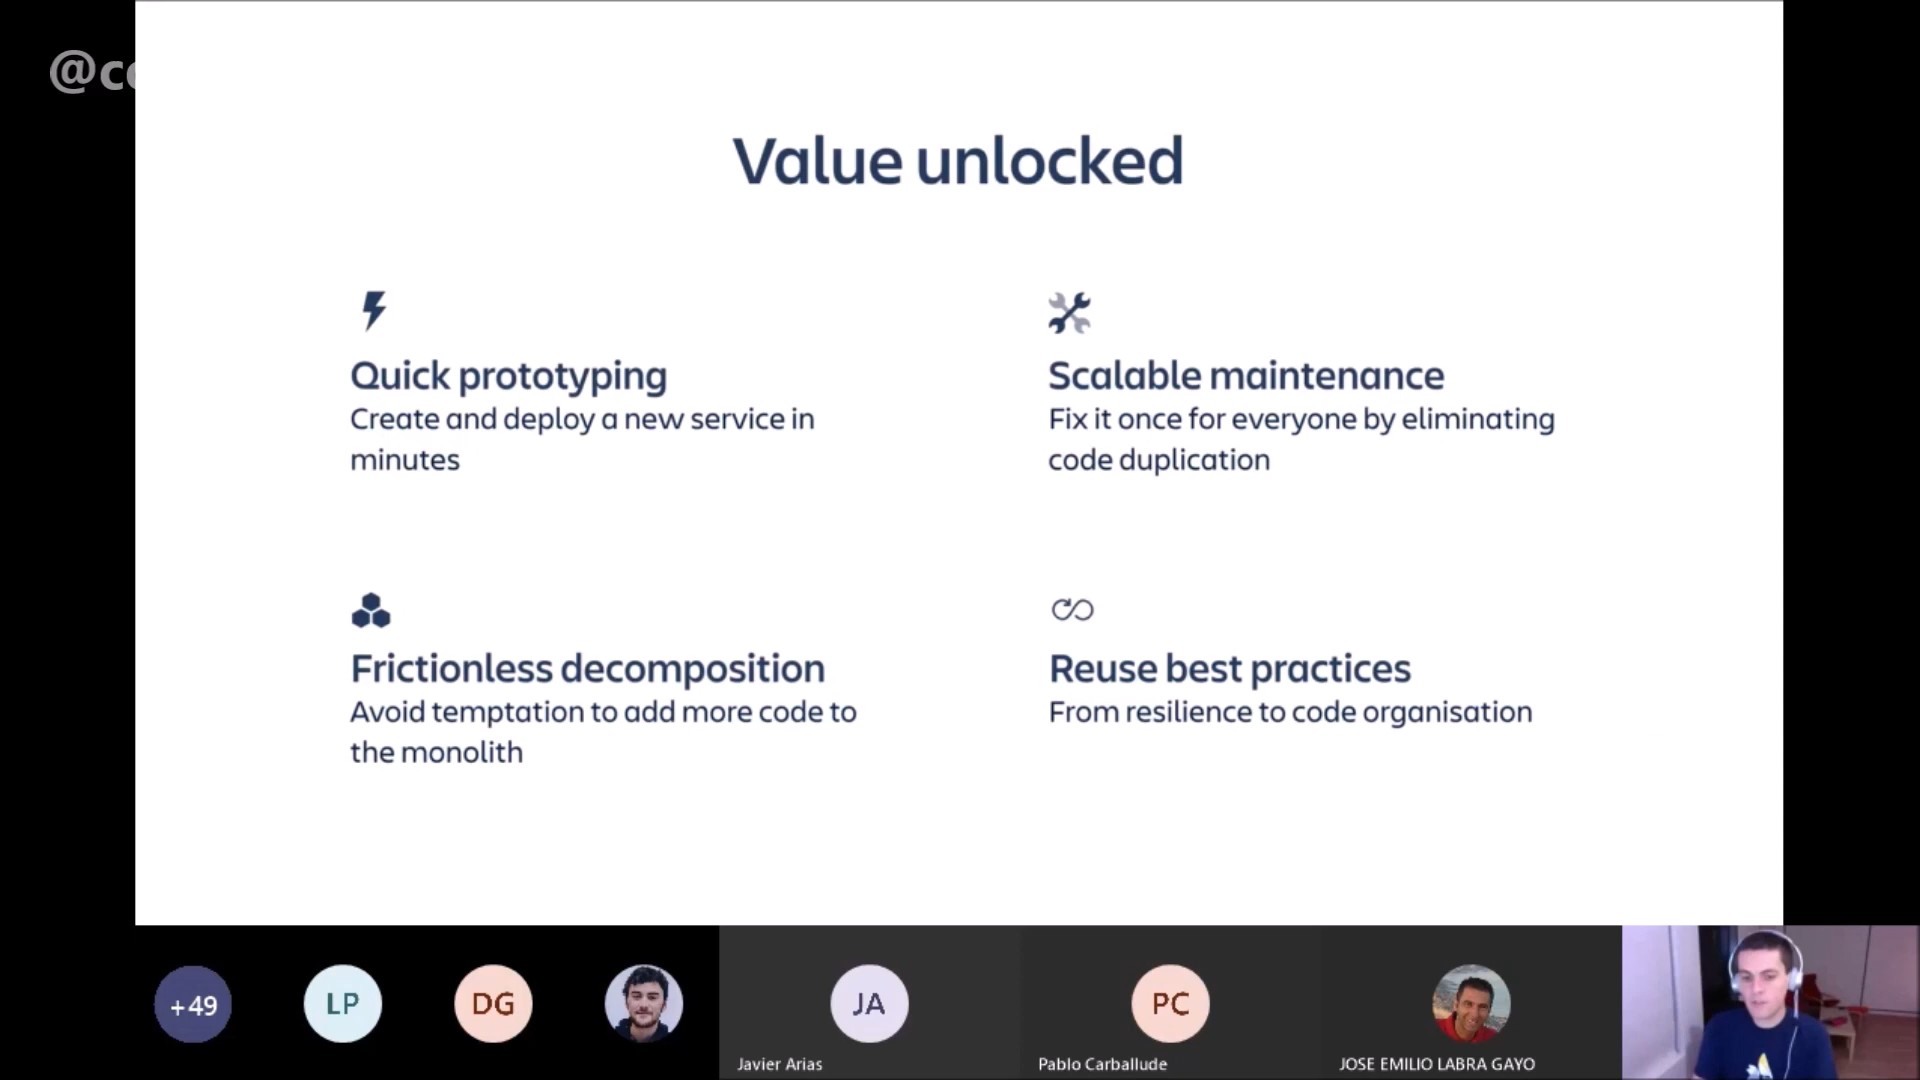 @co
Value unlocked
Quick prototyping
Create and deploy a new service in
minutes
Scalable maintenance
Fix it once for everyone by eliminating
code duplication
Frictionless decomposition
Avoid temptation to add more code to
the monolith
Reuse best practices
From resilience to code organisation
+49
LP
DG
JA
Javier Arias
PC
Pablo Carballude
JOSE EMILIO LABRA GAYO